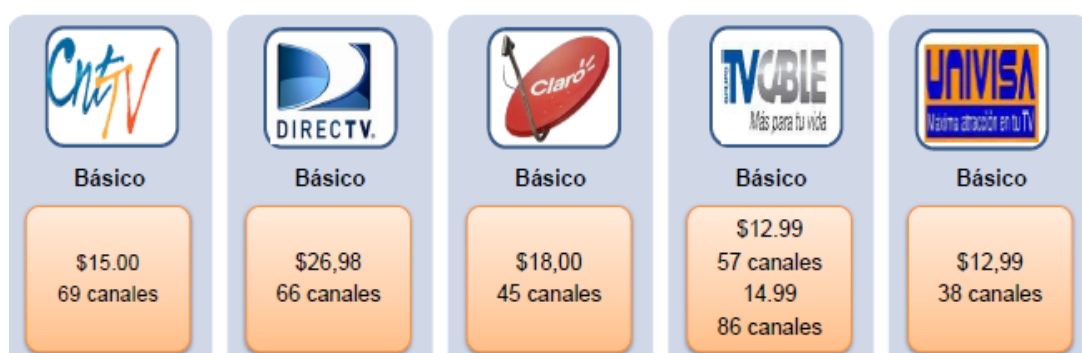 CntTV
DIRECTV.
Claro
TVCABLE
Más para tu vida
UNIVISA
Máxima atracción en tu TV
Básico
Básico
Básico
Básico
Básico
$15.00
69 canales
$26,98
66 canales
$18,00
45 canales
$12.99
57 canales
14.99
86 canales
$12,99
38 canales